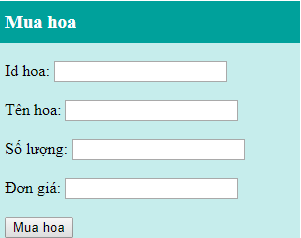 Mua hoa
Id hoa:
Tên hoa:
Số lượng:
Đơn giá:
Mua hoa